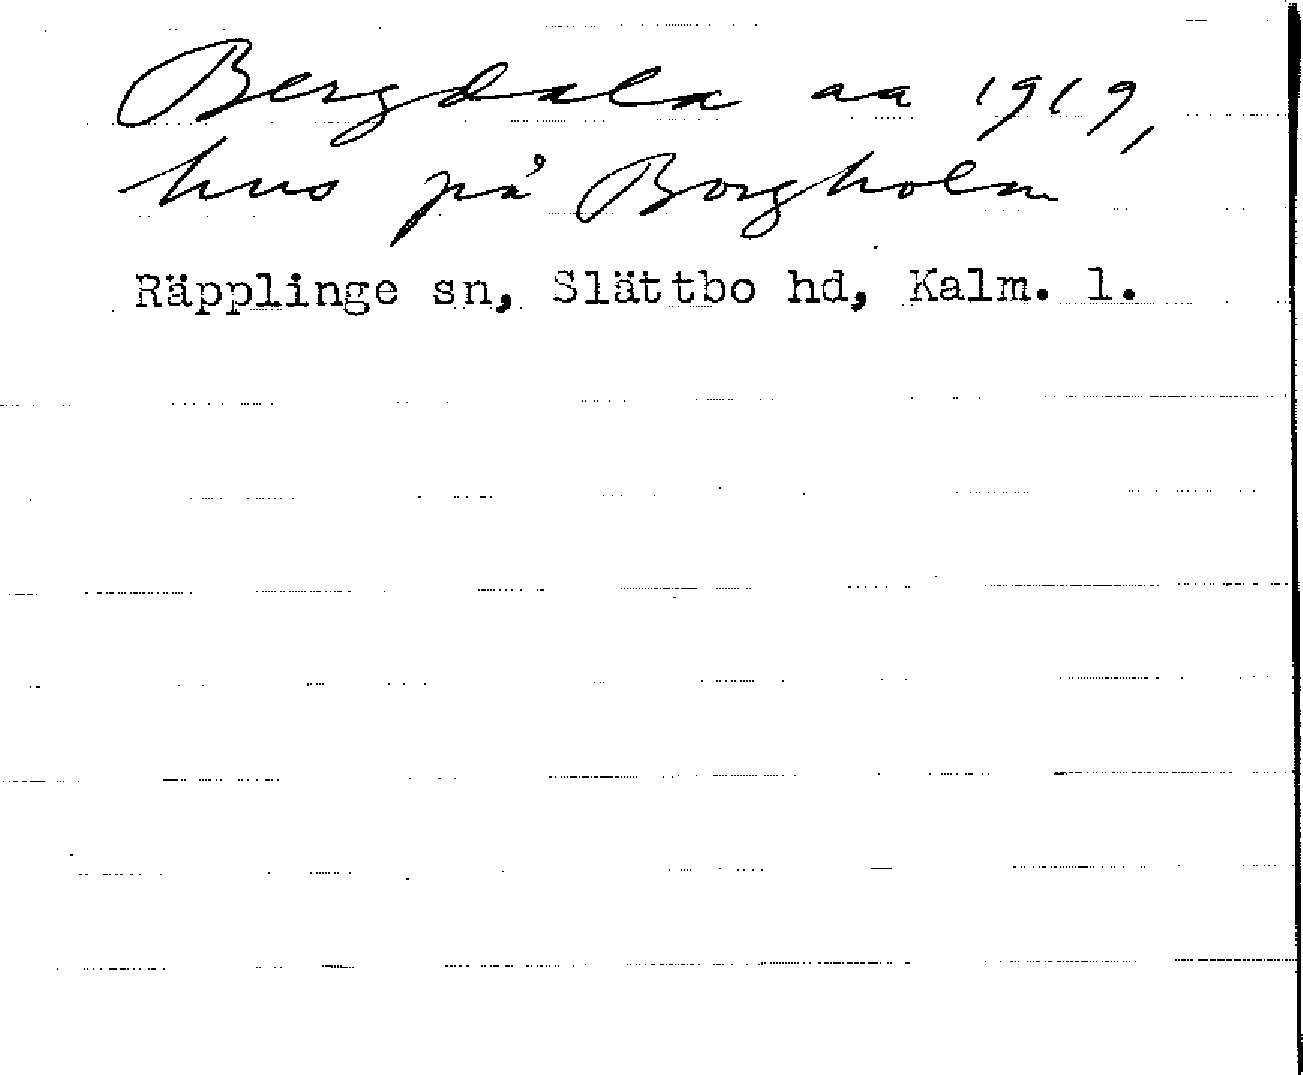 Bergdala aa 1919,
hus på Borgholm
Räpplinge sn, Slättbo hd, Kalm. l.